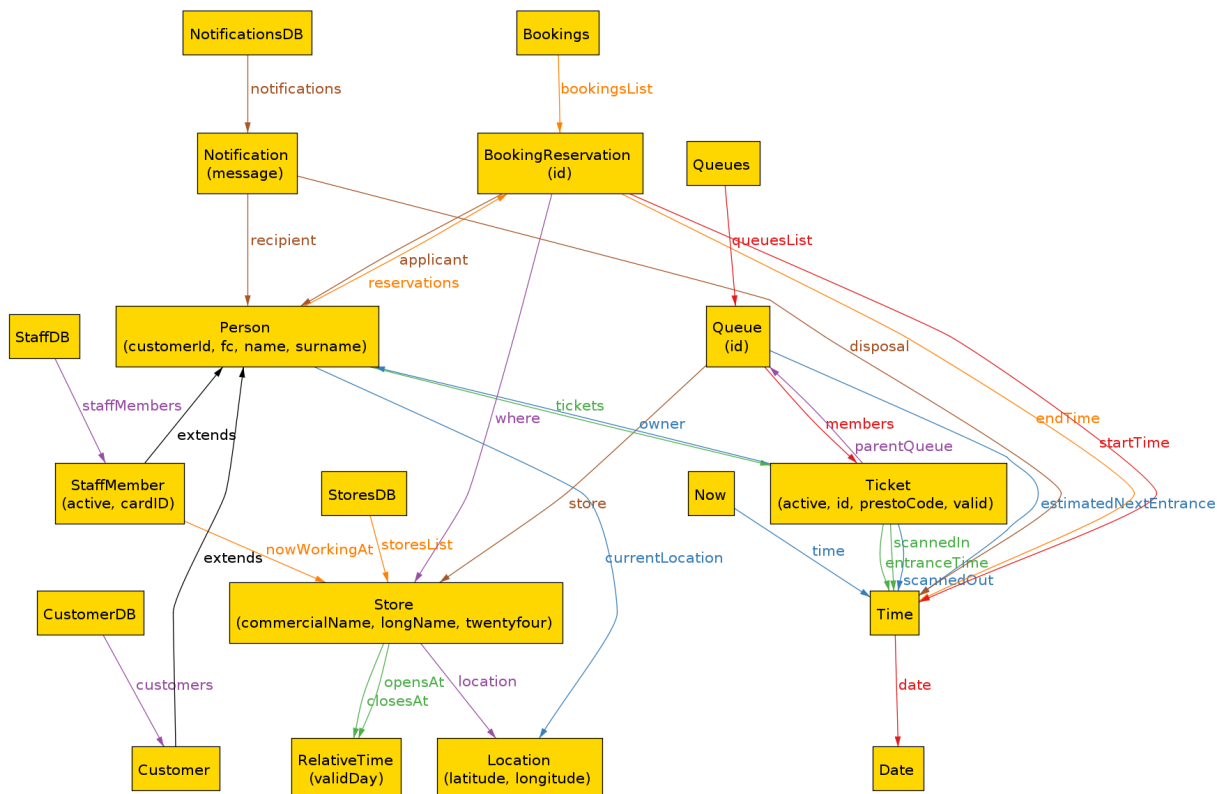 NotificationsDB
Bookings
notifications
bookingsList
Notification
(message)
BookingReservation
(id)
Queues
recipient
applicant
reservations
queuesList
StaffDB
Person
(customerId, fc, name, surname)
Queue
(id)
disposal
staffMembers
extends
where
tickets
owner
members
parentQueue
endTime
startTime
StaffMember
(active, cardID)
StoresDB
Now
Ticket
(active, id, prestoCode, valid)
store
estimatedNextEntrance
nowWorkingAt
storesList
extends
currentLocation
time
scannedIn
entranceTime
scannedOut
CustomerDB
Store
(commercialName, longName, twentyfour)
Time
customers
opensAt
closesAt
location
date
Customer
RelativeTime
(validDay)
Location
(latitude, longitude)
Date